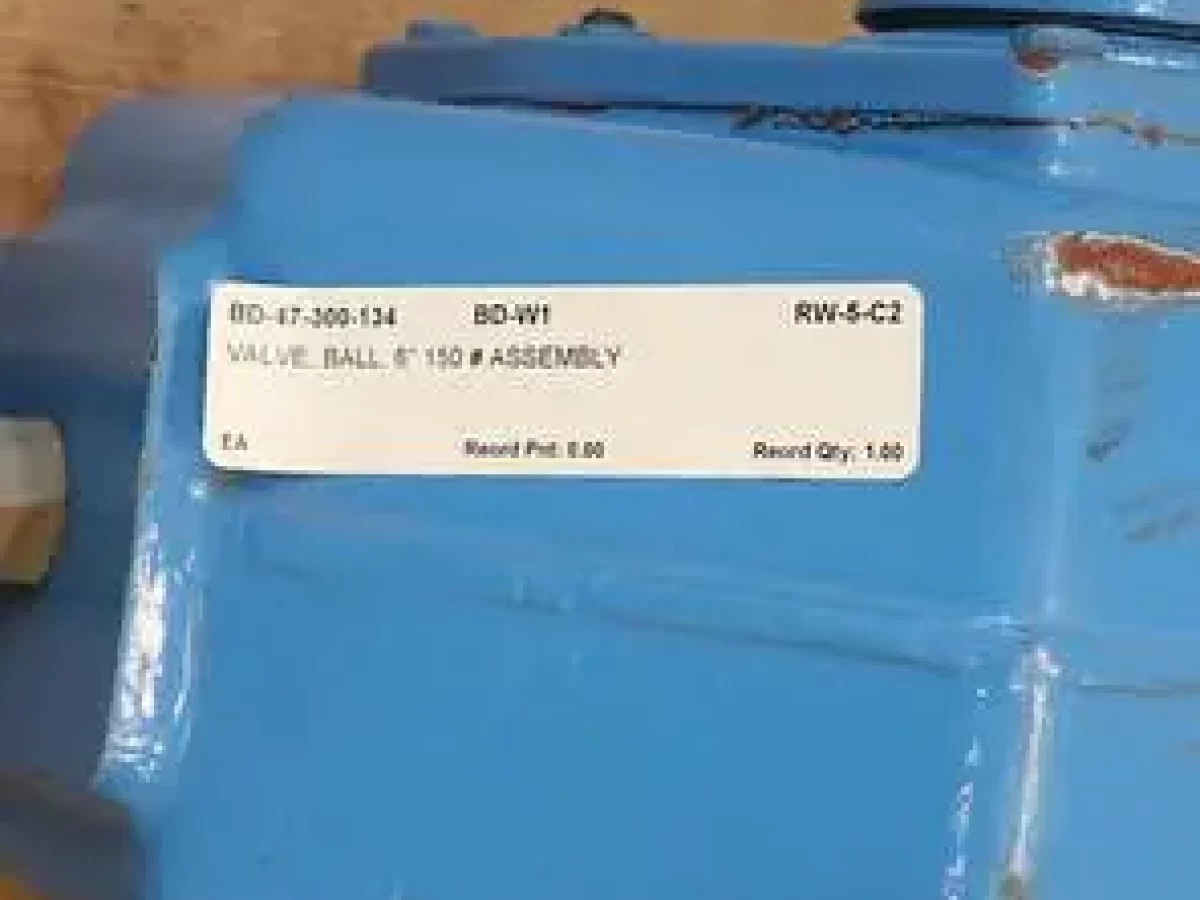 BD-47-300-134 BD-W1 RW-5-C2
VALVE, BALL, 6" 150 # ASSEMBLY
EA Reord Pnt: 0.00 Reord Qty: 1.00